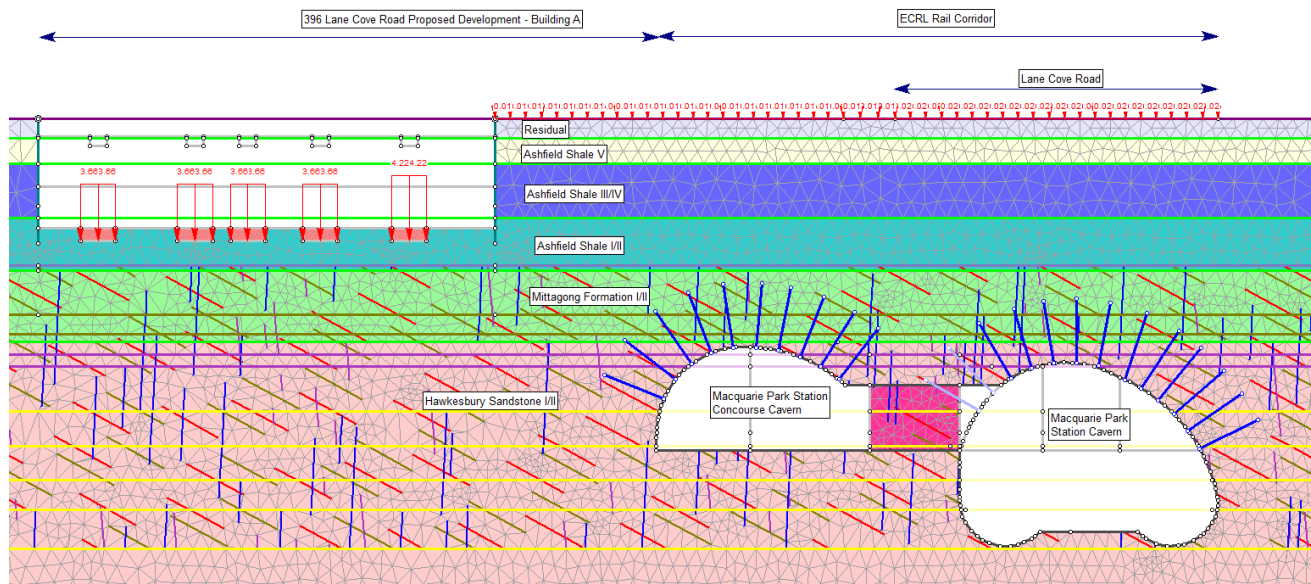 396 Lane Cove Road Proposed Development - Building A
ECRL Rail Corridor
Lane Cove Road
Residual
Ashfield Shale V
3.663.66 3.663.66 3.663.66 3.663.66 4.224.22
Ashfield Shale III/IV
Ashfield Shale I/II
Mittagong Formation I/II
Hawkesbury Sandstone I/II
Macquarie Park Station
Concourse Cavern
Macquarie Park
Station Cavern